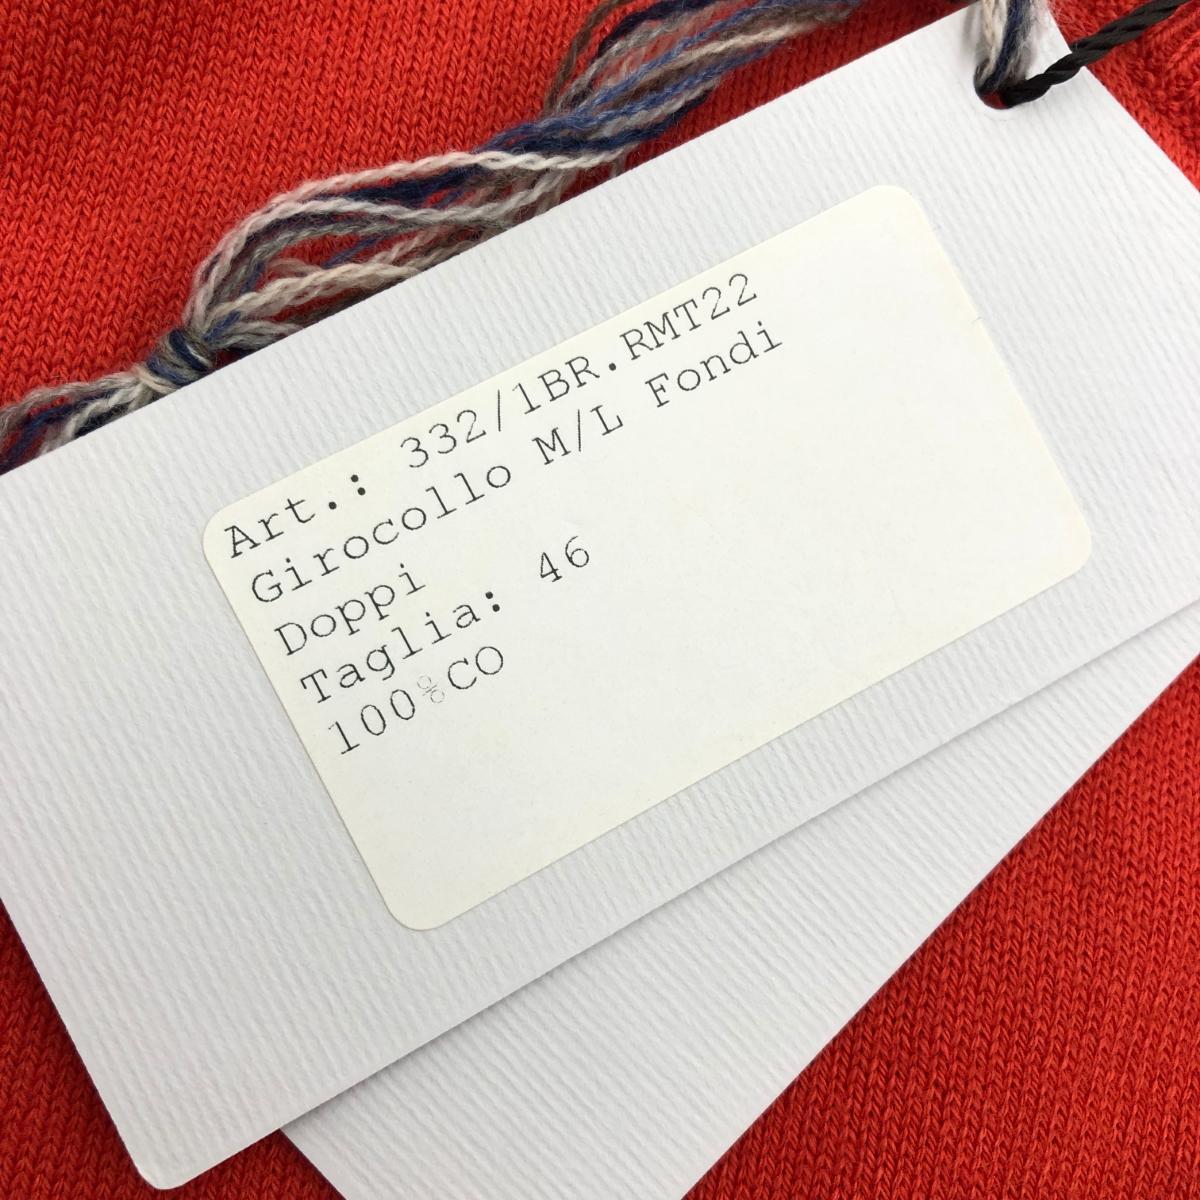 Art.: 332/1BR.RMT22
Girocollo M/L Fondi
Doppi
Taglia: 46
100%CO